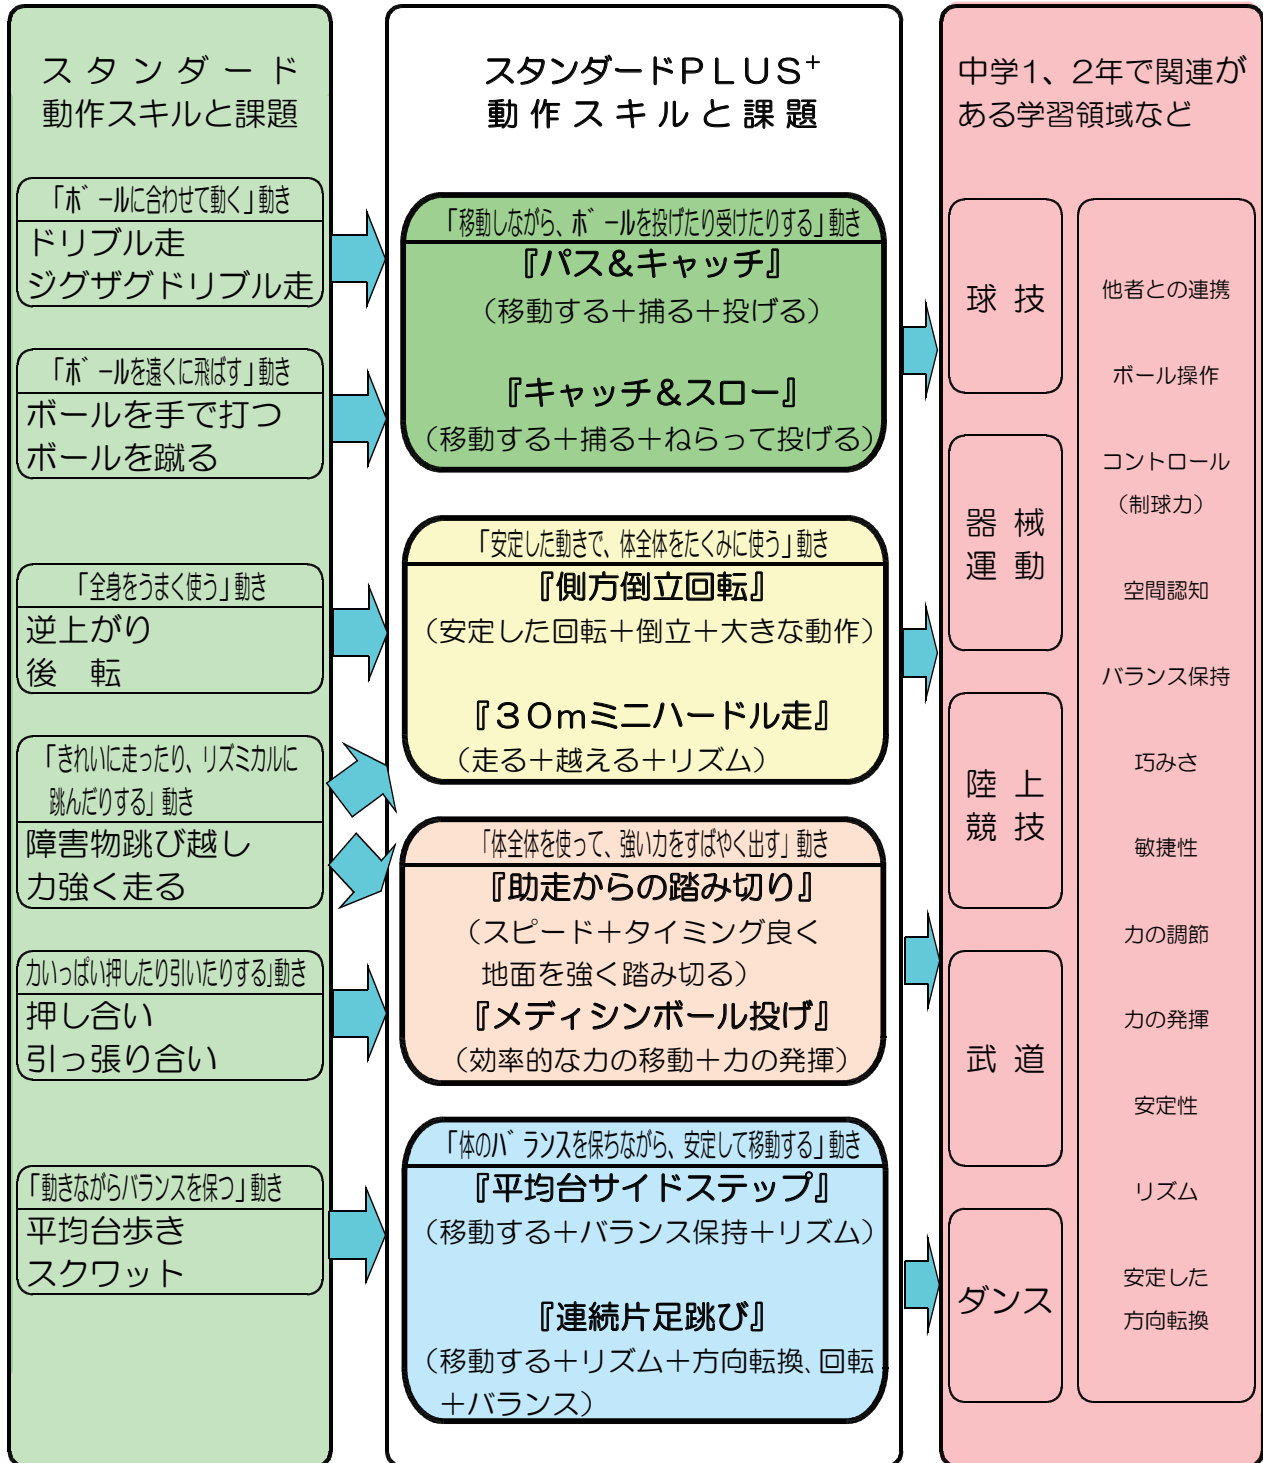 スタンダード
動作スキルと課題
「ボールに合わせて動く」動き
ドリブル走
ジグザグドリブル走
「ボールを遠くに飛ばす」動き
ボールを手で打つ
ボールを蹴る
「全身をうまく使う」動き
逆上がり
後　転
「きれいに走ったり、リズミカルに
跳んだりする」動き
障害物跳び越し
力強く走る
力いっぱい押したり引いたりする」動き
押し合い
引っ張り合い
「動きながらバランスを保つ」動き
平均台歩き
スクワット
スタンダードＰＬＵＳ⁺
動作スキルと課題
「移動しながら、ボールを投げたり受けたりする」動き
『パス＆キャッチ』
（移動する＋捕る＋投げる）
『キャッチ＆スロー』
（移動する＋捕る＋ねらって投げる）
「安定した動きで、体全体をたくみに使う」動き
『側方倒立回転』
（安定した回転＋倒立＋大きな動作）
『３０ｍミニハードル走』
（走る＋越える＋リズム）
「体全体を使って、強い力をすばやく出す」動き
『助走からの踏み切り』
（スピード＋タイミング良く
地面を強く踏み切る）
『メディシンボール投げ』
（効率的な力の移動＋力の発揮）
「体のバランスを保ちながら、安定して移動する」動き
『平均台サイドステップ』
（移動する＋バランス保持＋リズム）
『連続片足跳び』
（移動する＋リズム＋方向転換、回転
＋バランス）
中学1、2年で関連が
ある学習領域など
球技
器械
運動
陸上
競技
武道
ダンス
他者との連携
ボール操作
コントロール
（制球力）
空間認知
バランス保持
巧みさ
敏捷性
力の調節
力の発揮
安定性
リズム
安定した
方向転換